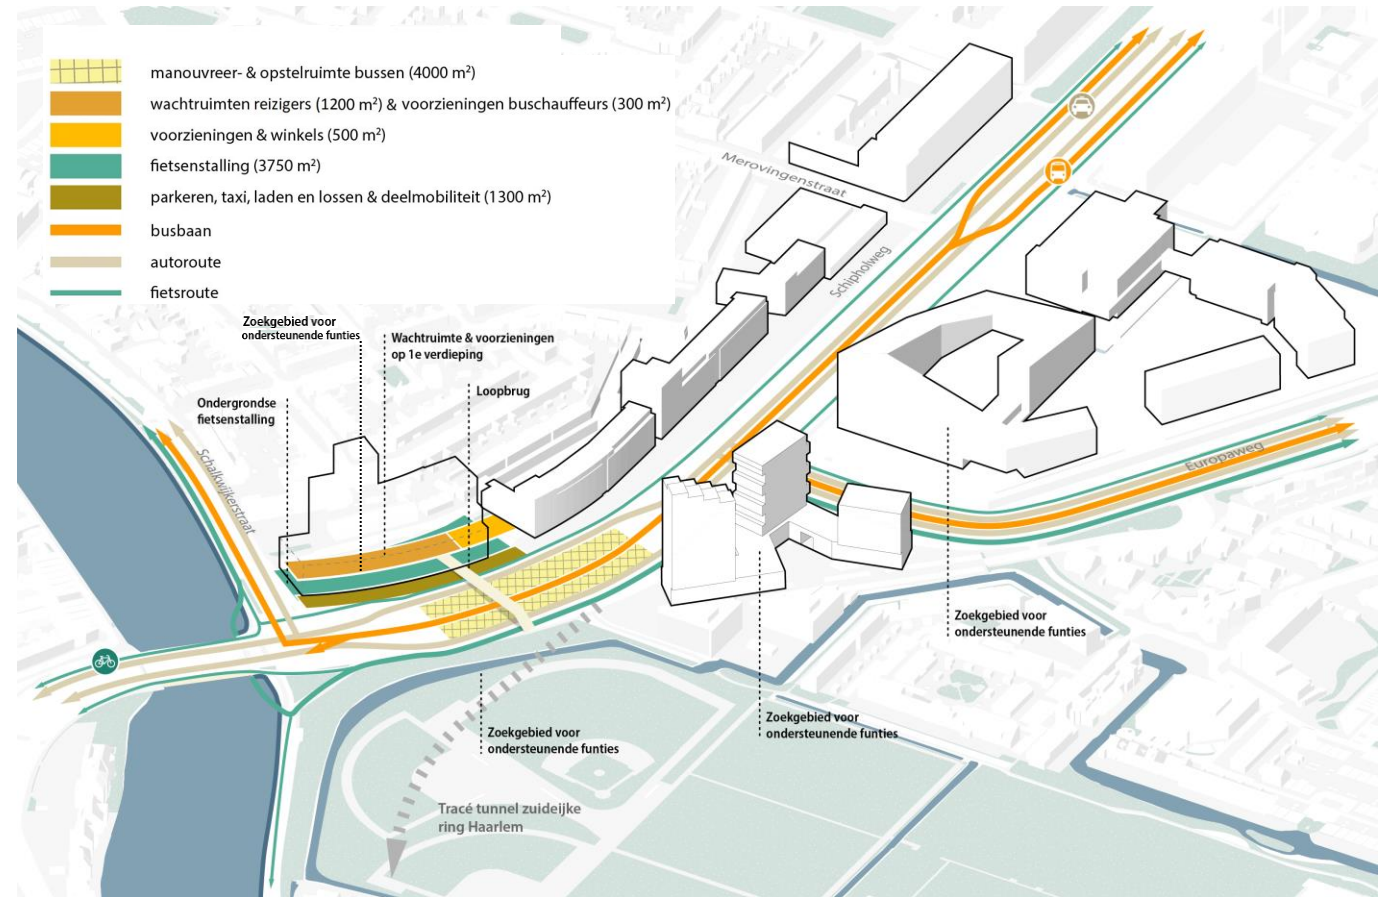 manouvreer- & opstelruimte bussen (4000 m²)
wachtruimten reizigers (1200 m²) & voorzieningen buschauffeurs (300 m²)
voorzieningen & winkels (500 m²)
fietsenstalling (3750 m²)
parkeren, taxi, laden en lossen & deelmobiliteit (1300 m²)
busbaan
autoroute
fietsroute
Merovingenstraat
Schipholweg
Zoekgebied voor
ondersteunende funties
Wachtruimte & voorzieningen
op 1e verdieping
Loopbrug
Ondergrondse
fietsenstalling
Schalkwijkerstraat
Europaweg
Zoekgebied voor
ondersteunende funties
Zoekgebied voor
ondersteunende funties
Zoekgebied voor
ondersteunende funties
Tracé tunnel zuideijke
ring Haarlem